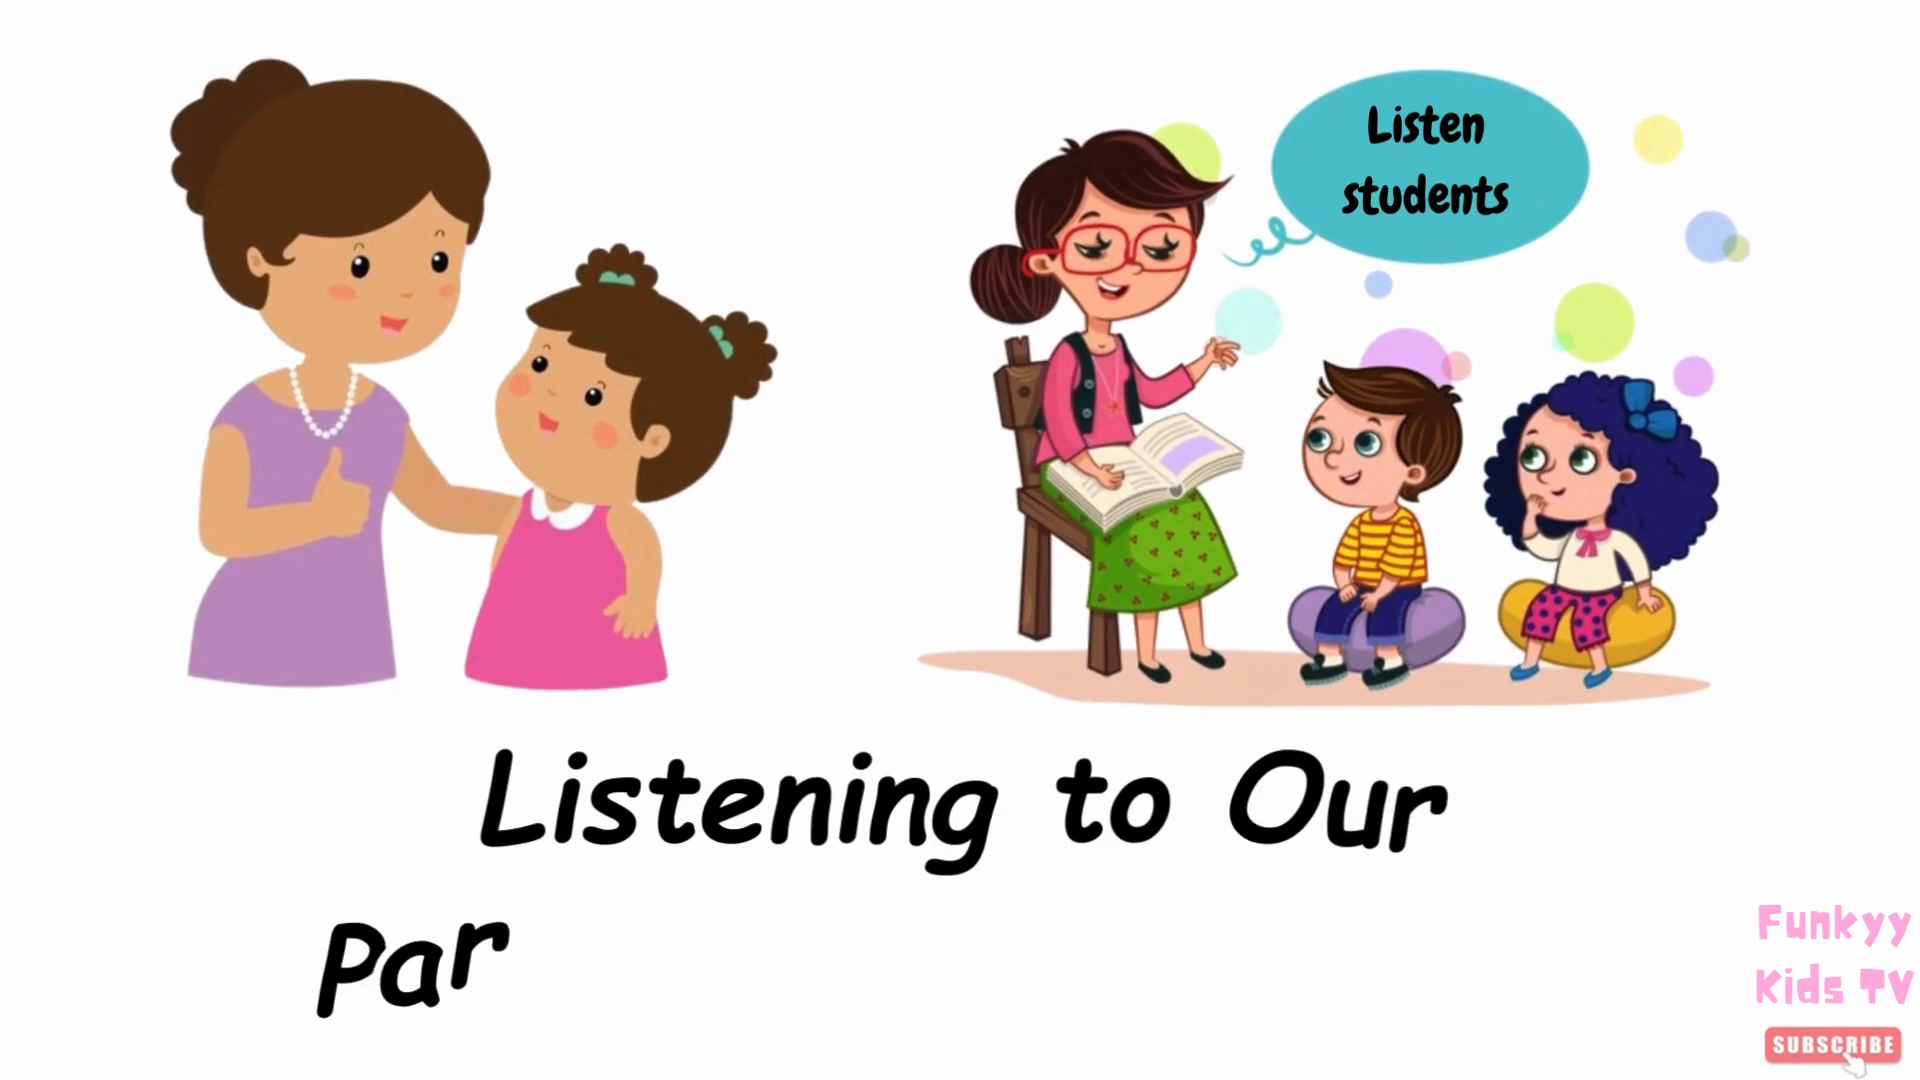 Listen
students
Listening to Our
Par
Funkyy
Kids TV
SUBSCRIBE